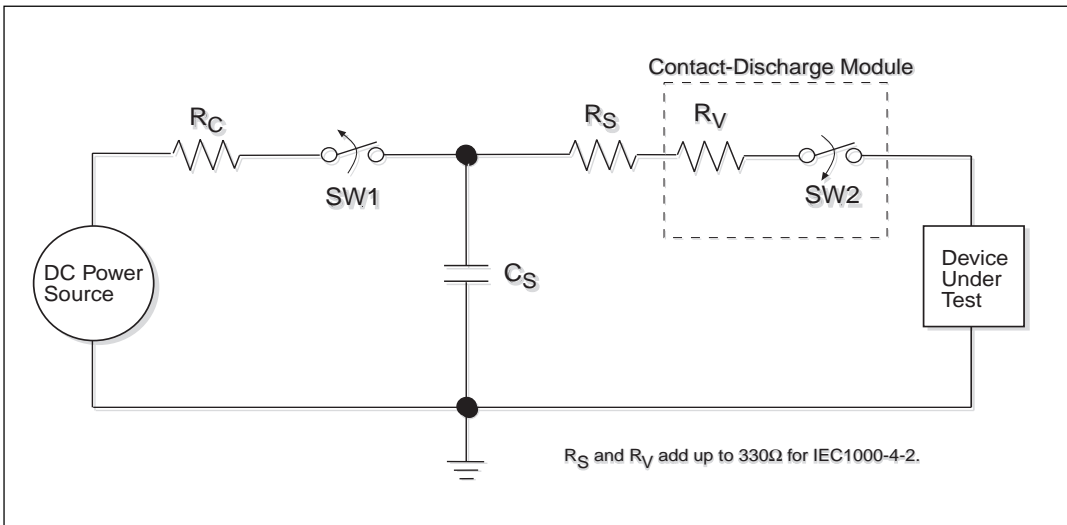 Contact-Discharge Module
RC
RS
RV
SW1
SW2
DC Power
Source
CS
Device
Under
Test
RS and RV add up to 330Ω for IEC1000-4-2.